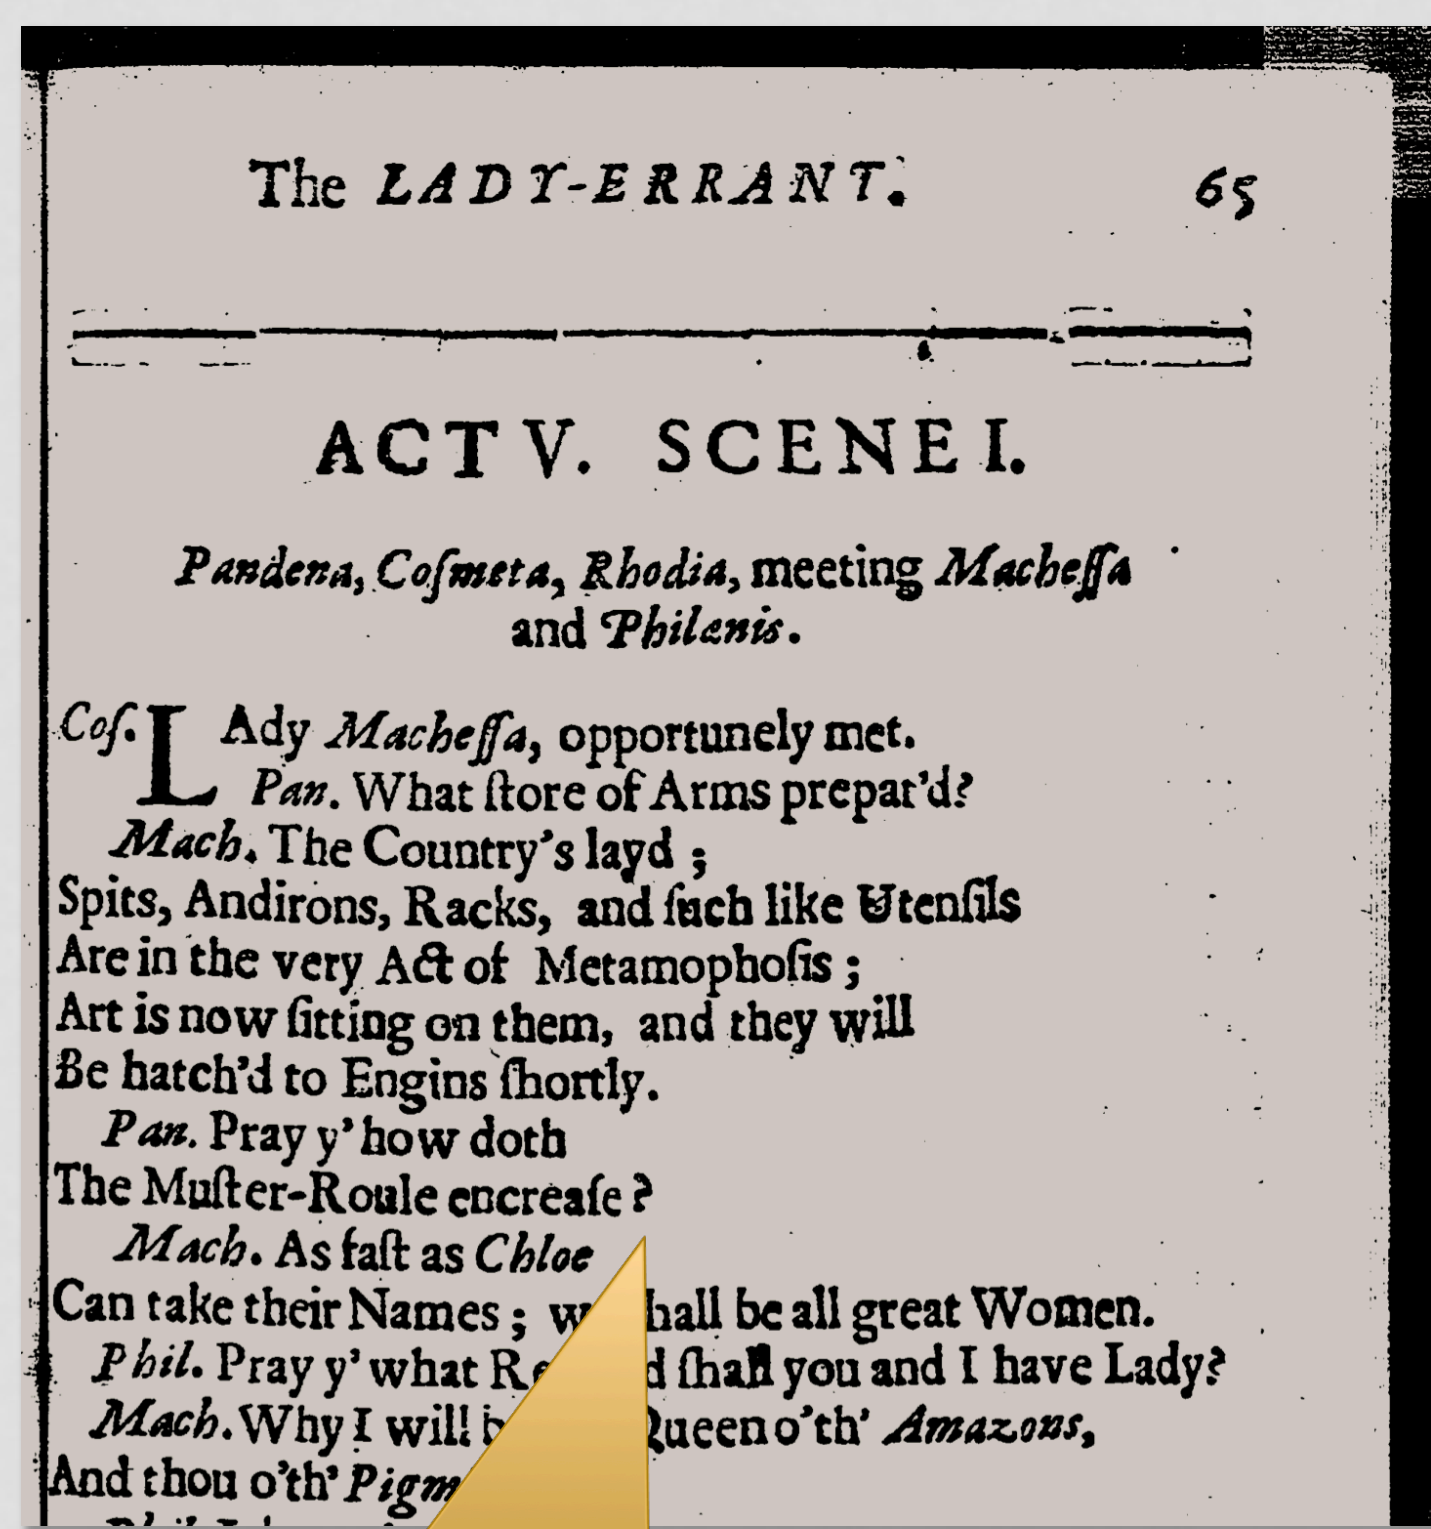 The LADY-ERRANT. 65
ACT V. SCENE I.
Pandena, Coſmeta, Rhodia, meeting Macheſſa
and Philænis.
Coſ. LAdy Macheſſa, opportunely met.
Pan. What ſtore of Arms prepar'd?
Mach. The Country's layd ;
Spits, Andirons, Racks, and ſuch like Utenſils
Are in the very Act of Metamophoſis ;
Art is now ſitting on them, and they will
Be hatch'd to Engins ſhortly.
Pan. Pray y' how doth
The Muſter-Roule encreaſe ?
Mach. As faſt as Chloe
Can take their Names ; be all great Women.
Phil. Pray y' what ſhall you and I have Lady?
Mach. Why I will o'th' Amazons,
And thou o'th'